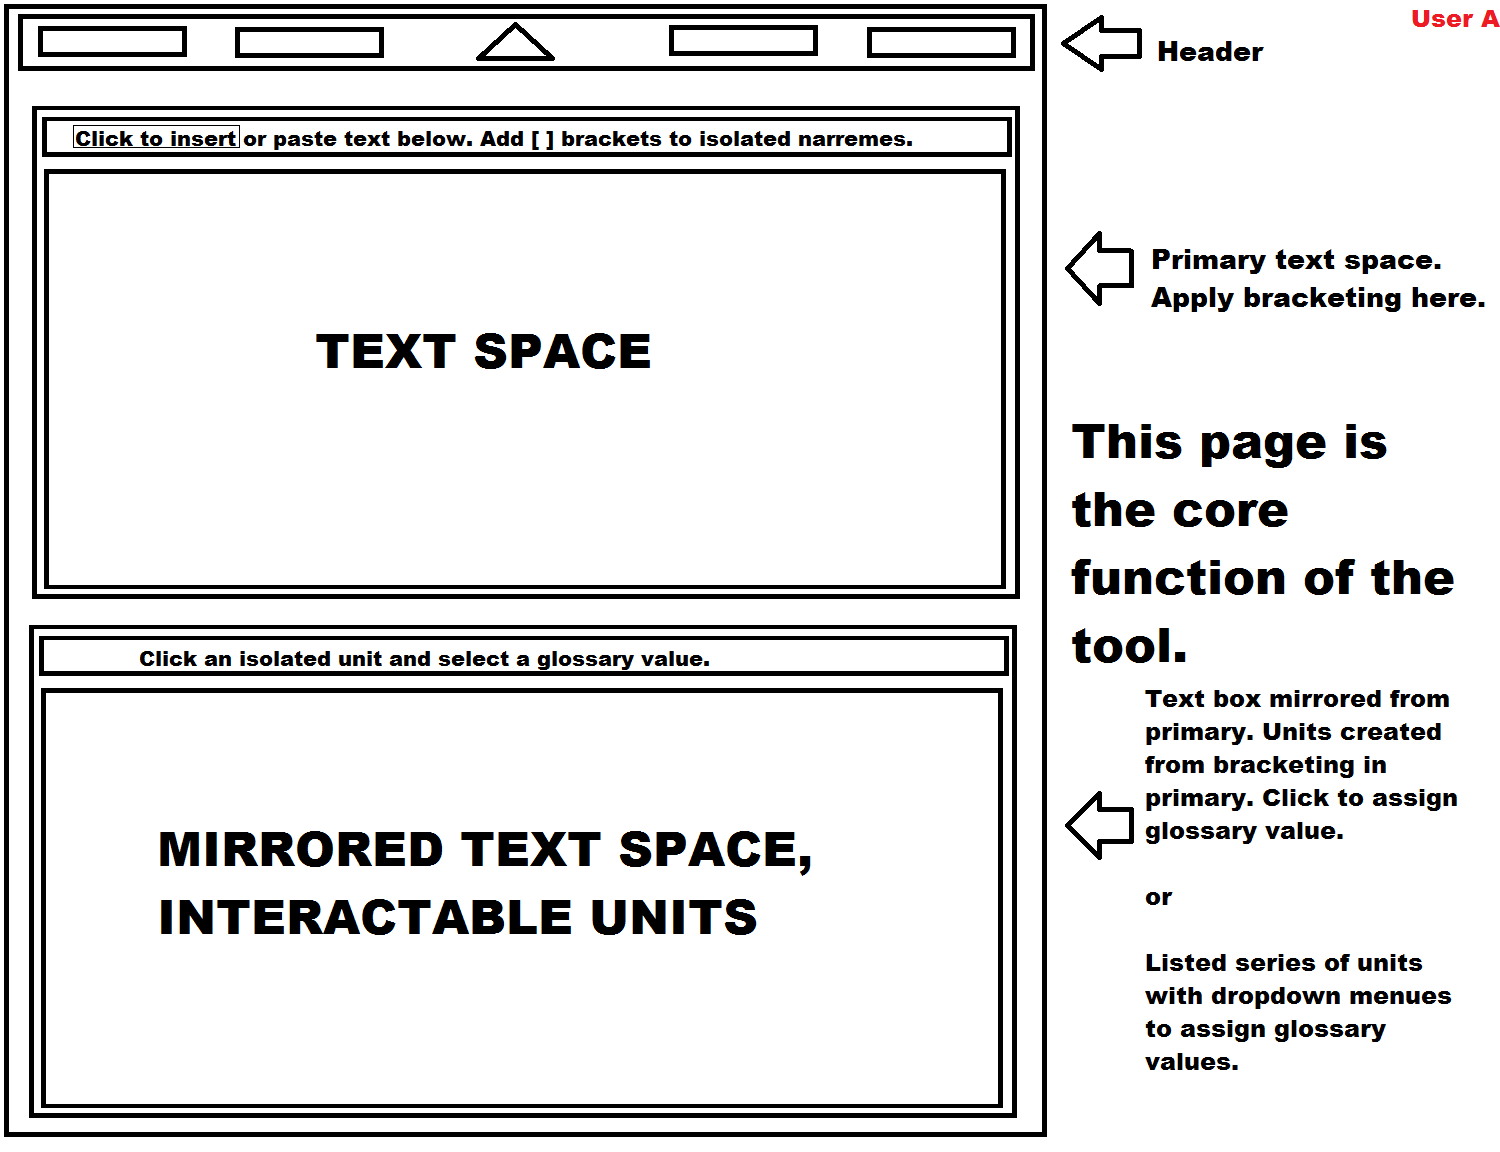 User A
Header
Click to insert or paste text below. Add [ ] brackets to isolated narremes.
TEXT SPACE
Primary text space.
Apply bracketing here.
This page is
the core
function of the
tool.
Click an isolated unit and select a glossary value.
MIRRORED TEXT SPACE,
INTERACTABLE UNITS
Text box mirrored from
primary. Units created
from bracketing in
primary. Click to assign
glossary value.
or
Listed series of units
with dropdown menues
to assign glossary
values.